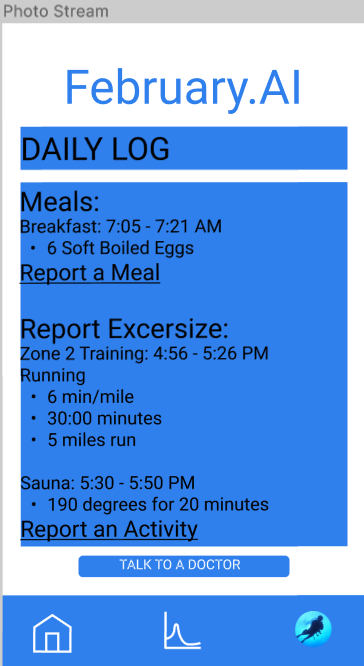 Photo Stream
February.AI
DAILY LOG
Meals:
Breakfast: 7:05 - 7:21 AM
• 6 Soft Boiled Eggs
Report a Meal
Report Excersize:
Zone 2 Training: 4:56 - 5:26 PM
Running
• 6 min/mile
• 30:00 minutes
• 5 miles run
Sauna: 5:30 - 5:50 PM
• 190 degrees for 20 minutes
Report an Activity
TALK TO A DOCTOR